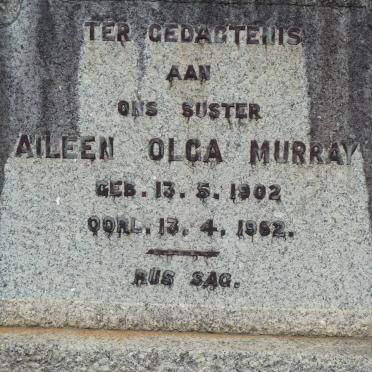 TER GEDAGTENIS
AAN
ONS SUSTER
AILEEN OLGA MURRAY
GEB. 13. 5. 1902
OORL. 13. 4. 1962.
RUS SAG.